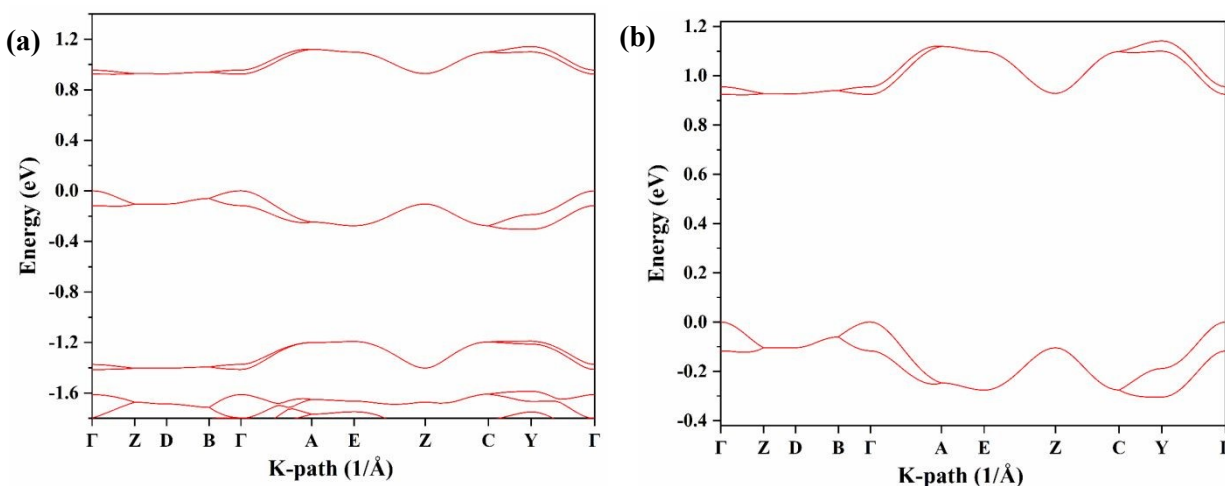 (a)
Energy (eV)
1.2
0.8
0.4
0.0
-0.4
-0.8
-1.2
-1.6
Γ Z D B Γ A E Z C Y Γ
K-path (1/Å)
(b)
Energy (eV)
1.2
1.0
0.8
0.6
0.4
0.2
0.0
-0.2
-0.4
Γ Z D B Γ A E Z C Y Γ
K-path (1/Å)